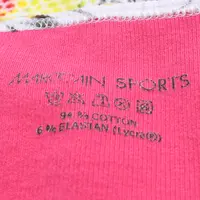 SPORTS
94 % COTTON
6 % ELASTAN (Lycra®)